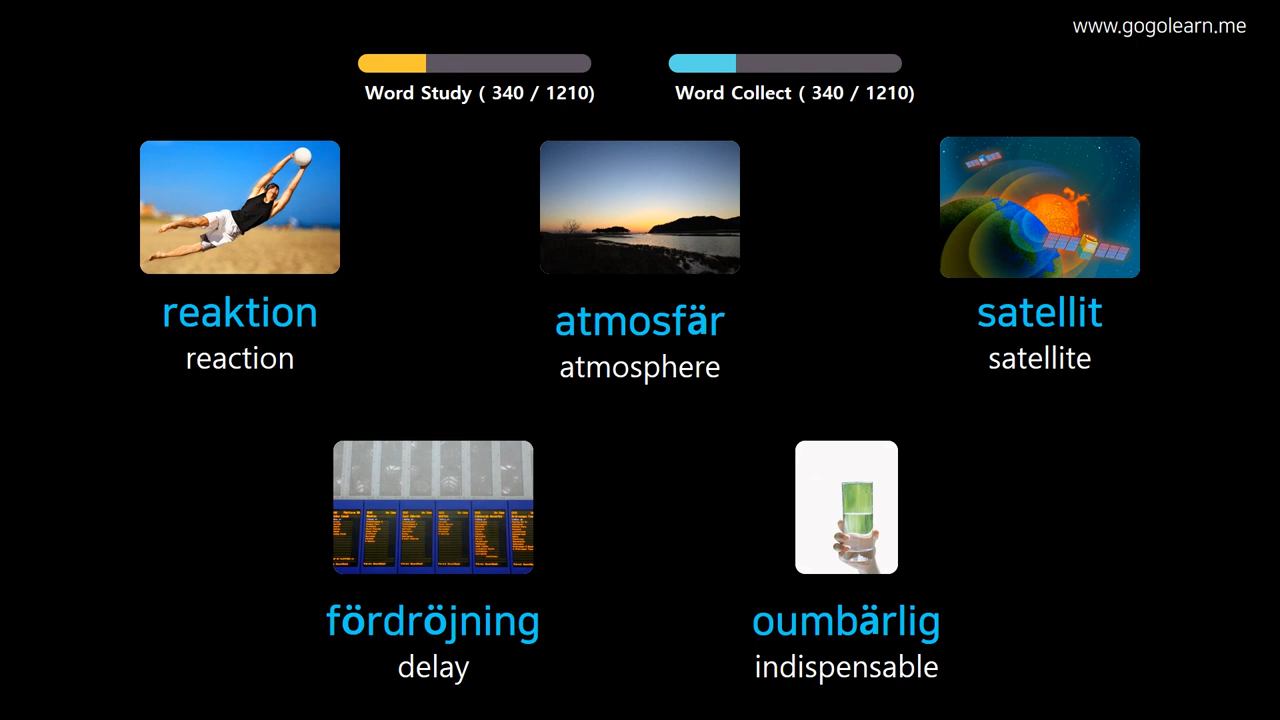 www.gogolearn.me
Word Study ( 340 / 1210)
Word Collect ( 340 / 1210)
reaktion
reaction
atmosfär
atmosphere
satellit
satellite
fördröjning
delay
oumbärlig
indispensable